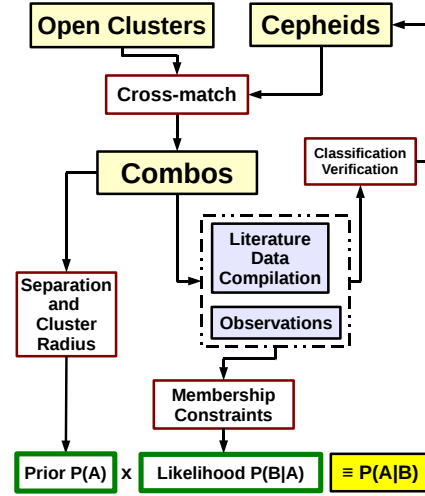 Open Clusters
Cepheids
Cross-match
Classification
Verification
Combos
Literature
Data
Compilation
Separation
and
Cluster
Radius
Observations
Membership
Constraints
Prior P(A) x Likelihood P(B|A) ≡ P(A|B)